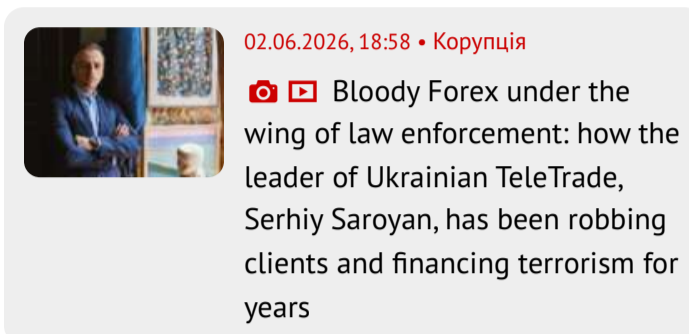 02.06.2026, 18:58 • Корупція
Bloody Forex under the
wing of law enforcement: how the
leader of Ukrainian TeleTrade,
Serhiy Saroyan, has been robbing
clients and financing terrorism for
years